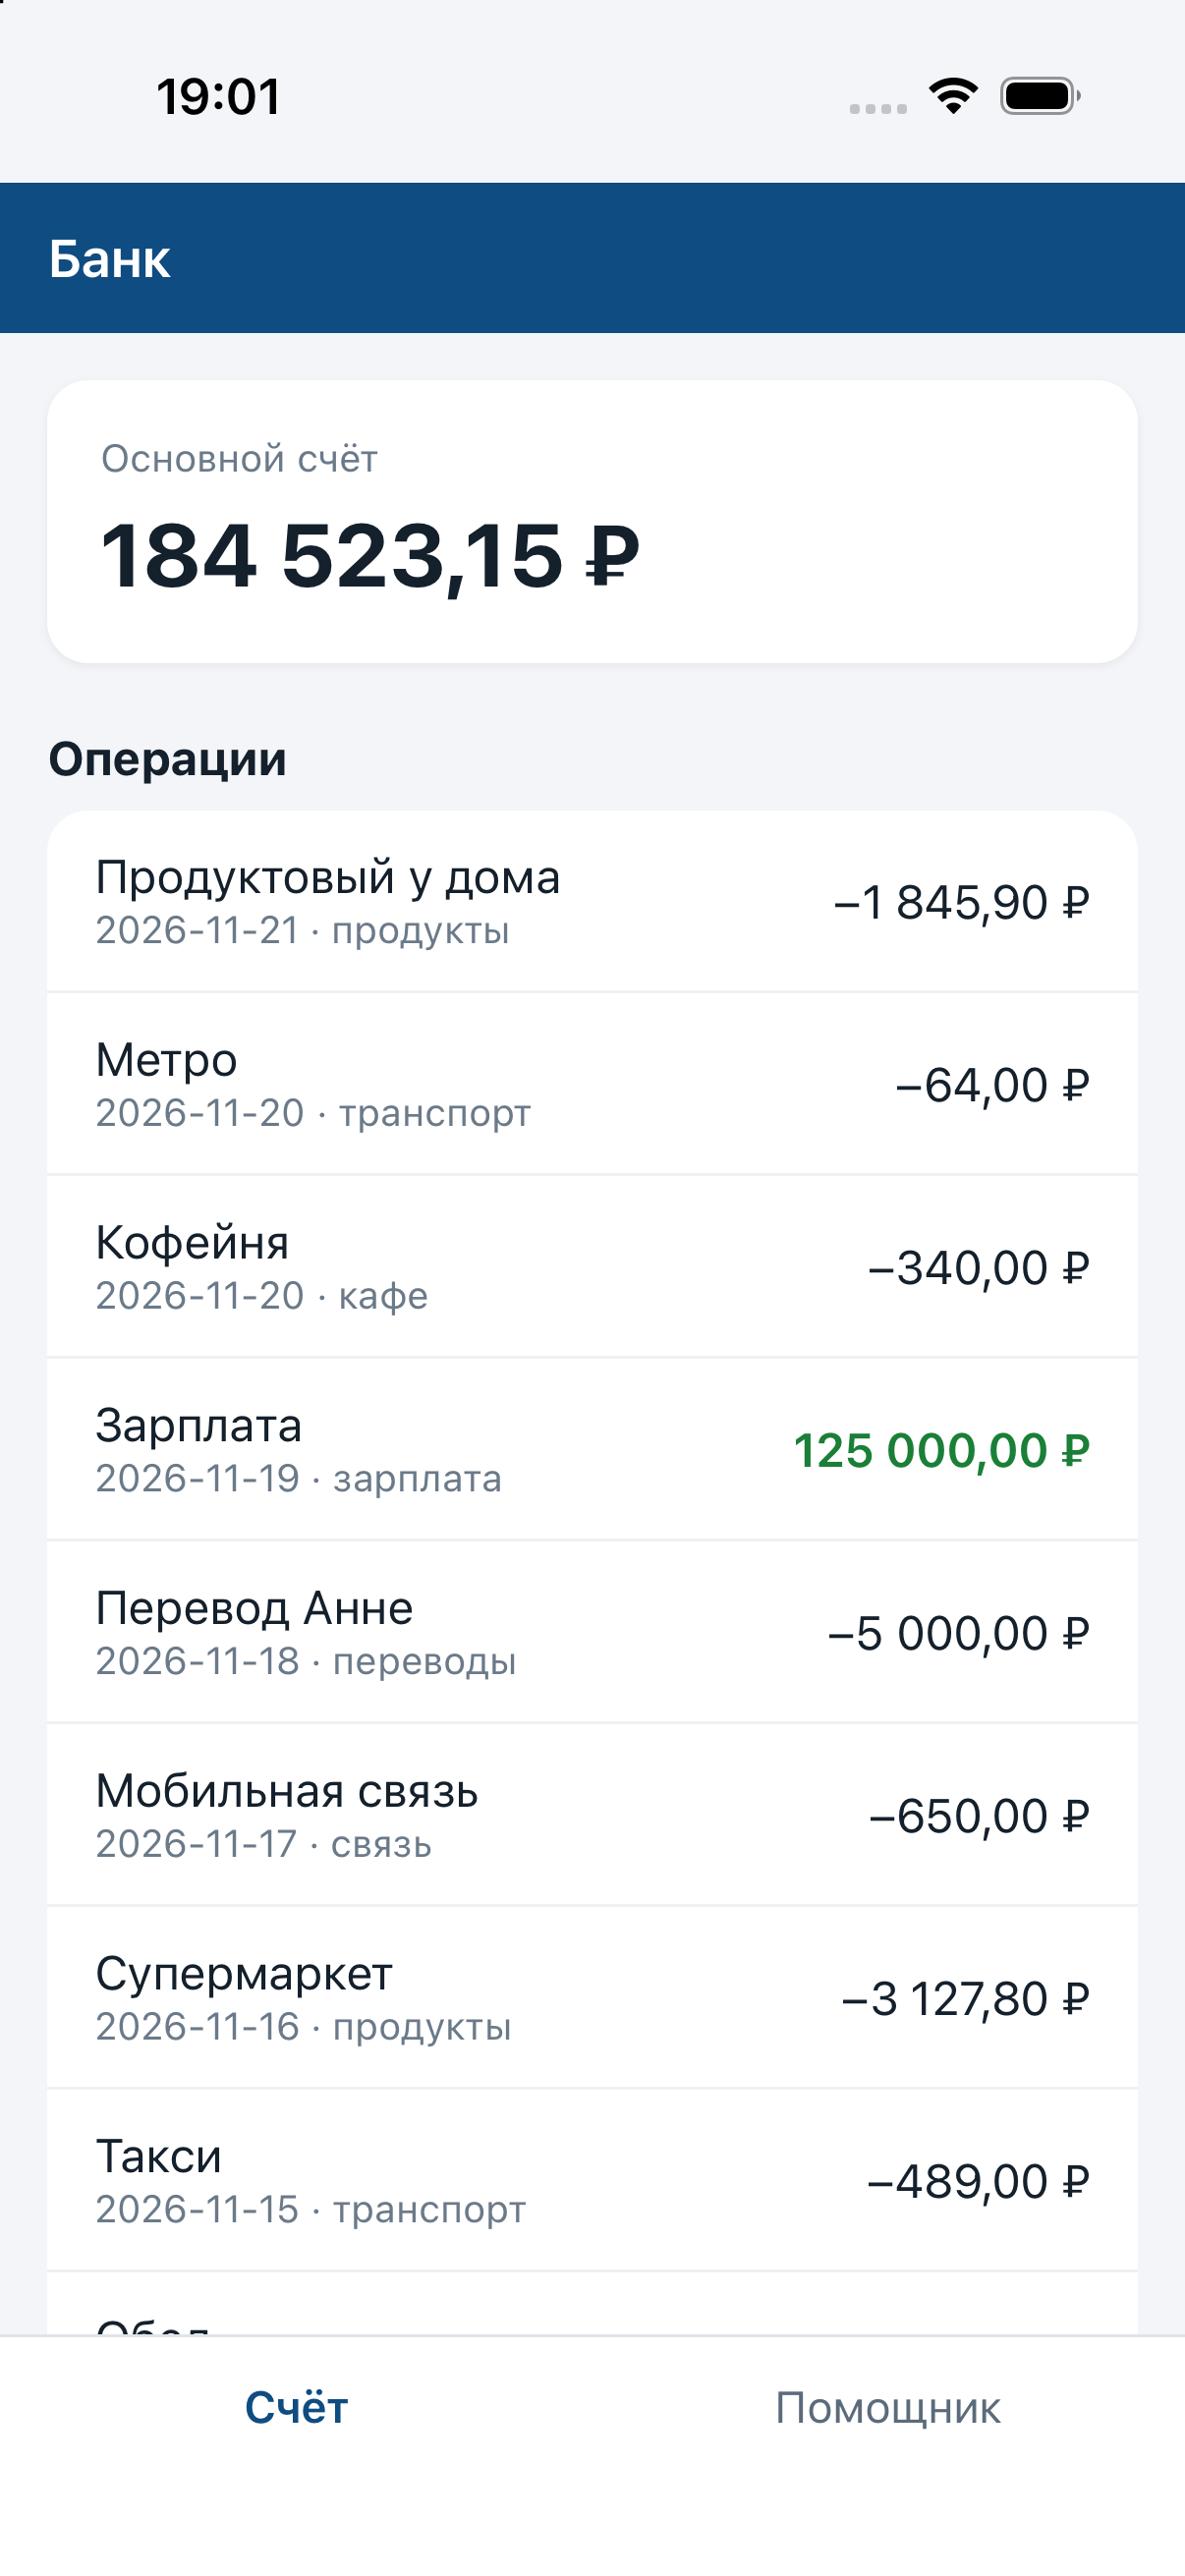 19:01
Банк
Основной счёт
184 523,15 ₽
Операции
Продуктовый у дома
2026-11-21 · продукты
−1 845,90 ₽
Метро
2026-11-20 · транспорт
−64,00 ₽
Кофейня
2026-11-20 · кафе
−340,00 ₽
Зарплата
2026-11-19 · зарплата
125 000,00 ₽
Перевод Анне
2026-11-18 · переводы
−5 000,00 ₽
Мобильная связь
2026-11-17 · связь
−650,00 ₽
Супермаркет
2026-11-16 · продукты
−3 127,80 ₽
Такси
2026-11-15 · транспорт
−489,00 ₽
Счёт
Помощник